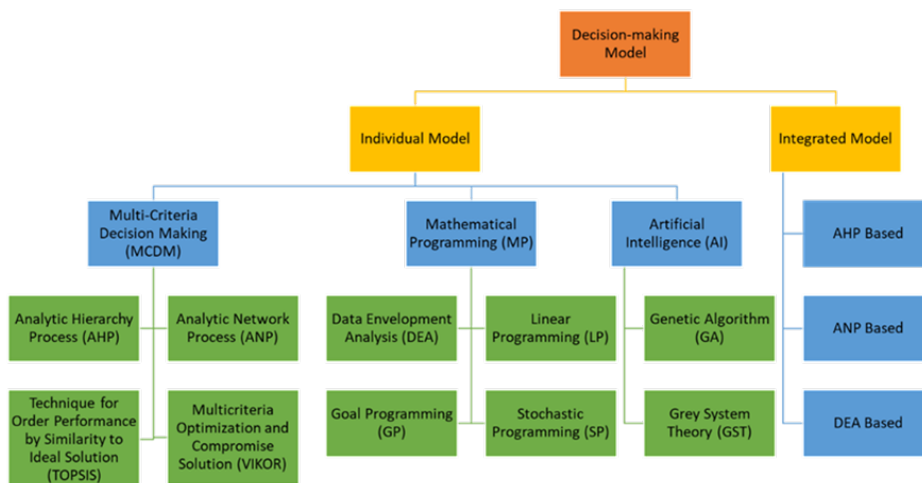 Decision-making
Model
Individual Model
Integrated Model
Multi-Criteria
Decision Making
(MCDM)
Mathematical
Programming (MP)
Artificial
Intelligence (AI)
AHP Based
Analytic Hierarchy
Process (AHP)
Analytic Network
Process (ANP)
Data Envelopment
Analysis (DEA)
Linear
Programming (LP)
Genetic Algorithm
(GA)
ANP Based
Technique for
Order Performance
by Similarity to
Ideal Solution
(TOPSIS)
Multicriteria
Optimization and
Compromise
Solution (VIKOR)
Goal Programming
(GP)
Stochastic
Programming (SP)
Grey System
Theory (GST)
DEA Based